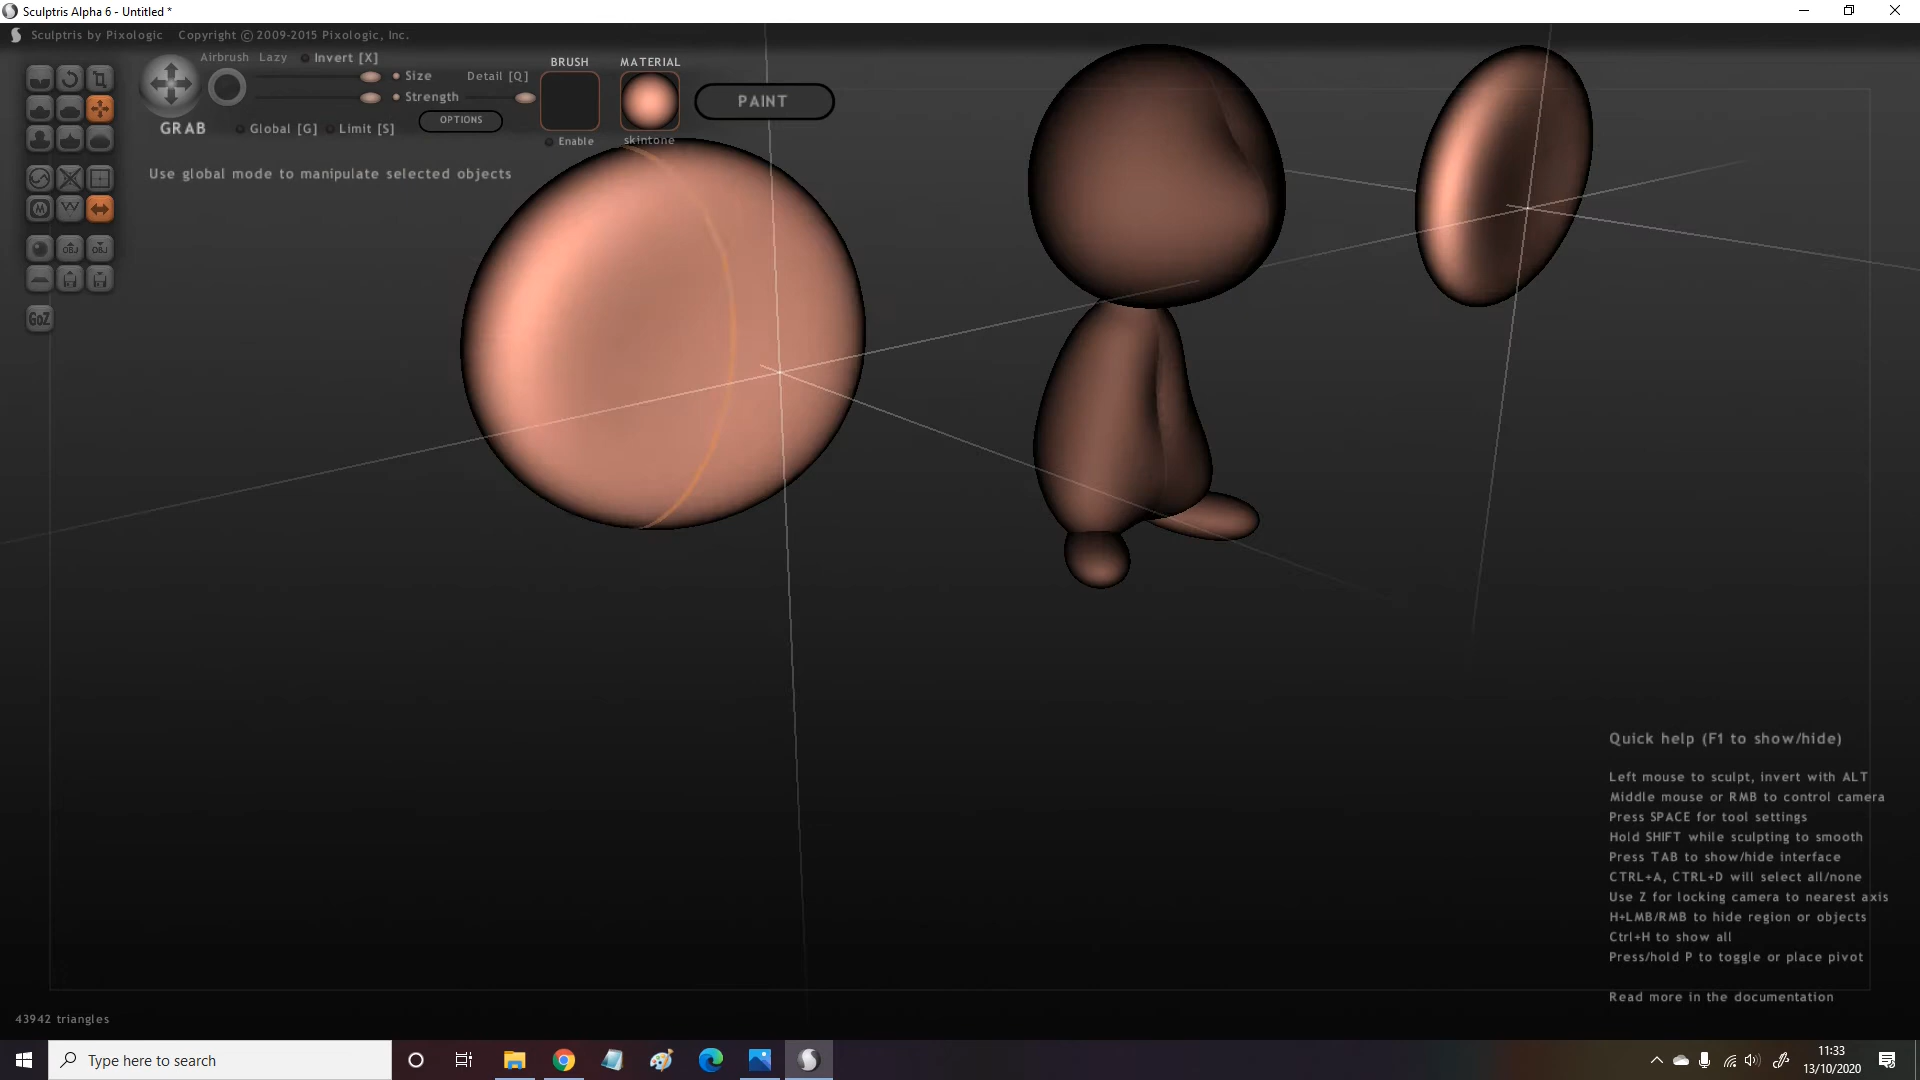 Sculptris Alpha 6 - Untitled *
Sculptris by Pixologic Copyright © 2009-2015 Pixologic, Inc.
Airbrush Lazy Invert [X]
Size Detail [Q]
Strength
GRAB Global [G] Limit [S] OPTIONS
BRUSH
Enable
MATERIAL
skintone
PAINT
Use global mode to manipulate selected objects
OBJ OBJ
GoZ
Quick help (F1 to show/hide)
Left mouse to sculpt, invert with ALT
Middle mouse or RMB to control camera
Press SPACE for tool settings
Hold SHIFT while sculpting to smooth
Press TAB to show/hide interface
CTRL+A, CTRL+D will select all/none
Use Z for locking camera to nearest axis
H+LMB/RMB to hide region or objects
Ctrl+H to show all
Press/hold P to toggle or place pivot
Read more in the documentation
43942 triangles
Type here to search
11:33
13/10/2020